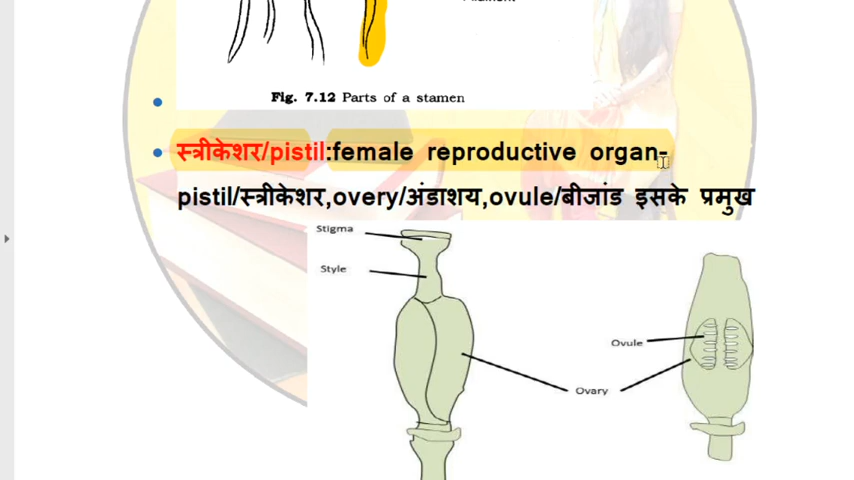 Fig. 7.12 Parts of a stamen
स्त्रीकेशर/pistil:female reproductive organ-
pistil/स्त्रीकेशर,overy/अंडाशय,ovule/बीजांड इसके प्रमुख
Stigma
Style
Ovule
Ovary